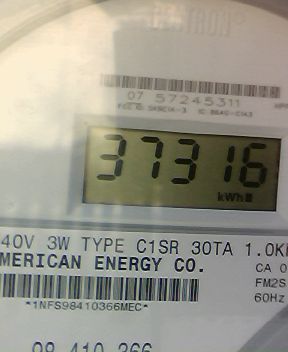 07 57245311
37316
kWh
40V 3W TYPE C1SR 30TA 1.0K
MERICAN ENERGY CO.
CA 0
FM2S
*1NFS98410366MEC*
60Hz
98 410 366